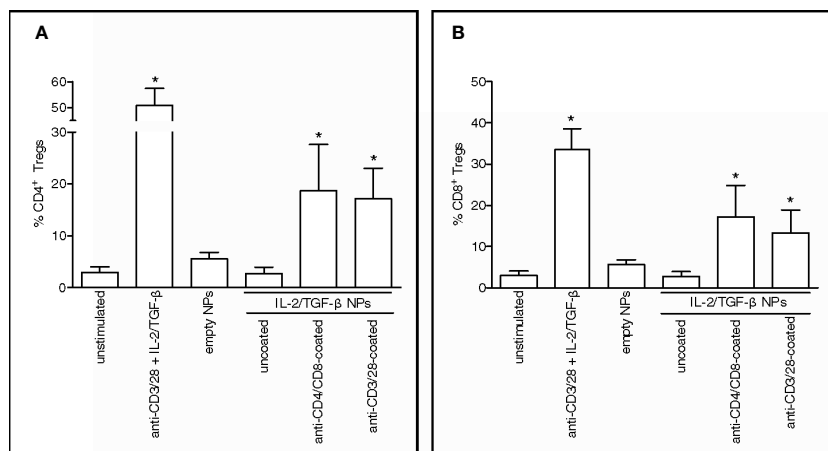 A
% CD4+ Tregs
60
50
30
20
10
0
*
*
*
unstimulated
anti-CD3/28 + IL-2/TGF-β
empty NPs
IL-2/TGF-β NPs
uncoated
anti-CD4/CD8-coated
anti-CD3/28-coated
B
% CD8+ Tregs
50
40
30
20
10
0
*
*
*
unstimulated
anti-CD3/28 + IL-2/TGF-β
empty NPs
IL-2/TGF-β NPs
uncoated
anti-CD4/CD8-coated
anti-CD3/28-coated